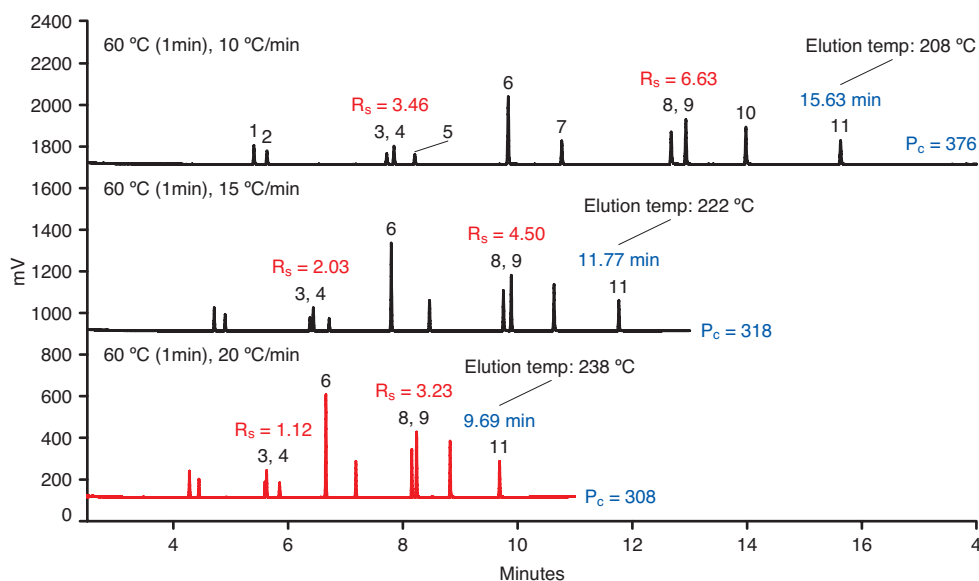 2400
60 ºC (1min), 10 ºC/min
Elution temp: 208 ºC
2200
6
Rs = 3.46
Rs = 6.63
15.63 min
2000
1
2
3, 4
5
7
8, 9
10
11
1800
Pc = 376
1600
60 ºC (1min), 15 ºC/min
Elution temp: 222 ºC
1400
6
Rs = 4.50
11.77 min
mV
1200
Rs = 2.03
8, 9
3, 4
11
1000
Pc = 318
800
60 ºC (1min), 20 ºC/min
Elution temp: 238 ºC
600
6
Rs = 3.23
9.69 min
400
Rs = 1.12
8, 9
3, 4
11
200
Pc = 308
0
4
6
8
10
12
14
16
4
Minutes